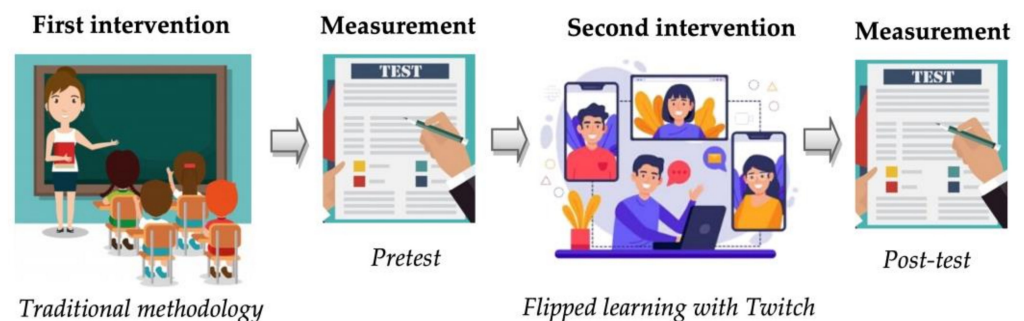 First intervention
Measurement
Second intervention
Measurement
TEST
TEST
Pretest
Post-test
Traditional methodology
Flipped learning with Twitch